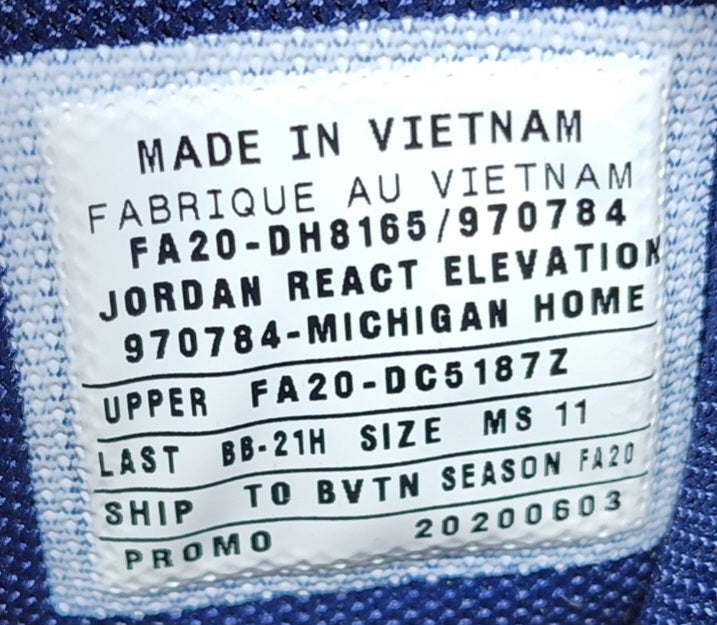 MADE IN VIETNAM
FABRIQUE AU VIETNAM
FA20-DH8165/970784
JORDAN REACT ELEVATION
970784-MICHIGAN HOME
UPPER FA20-DC5187Z
LAST BB-21H SIZE MS 11
SHIP TO BVTN SEASON FA20
PROMO 20200603